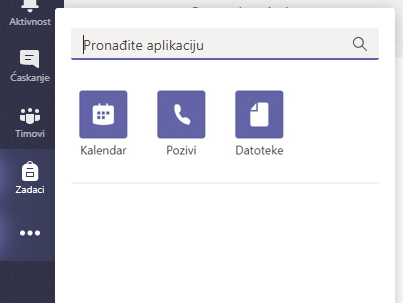 Aktivnost
Ćaskanje
Timovi
Zadaci
Pronađite aplikaciju
Kalendar
Pozivi
Datoteke